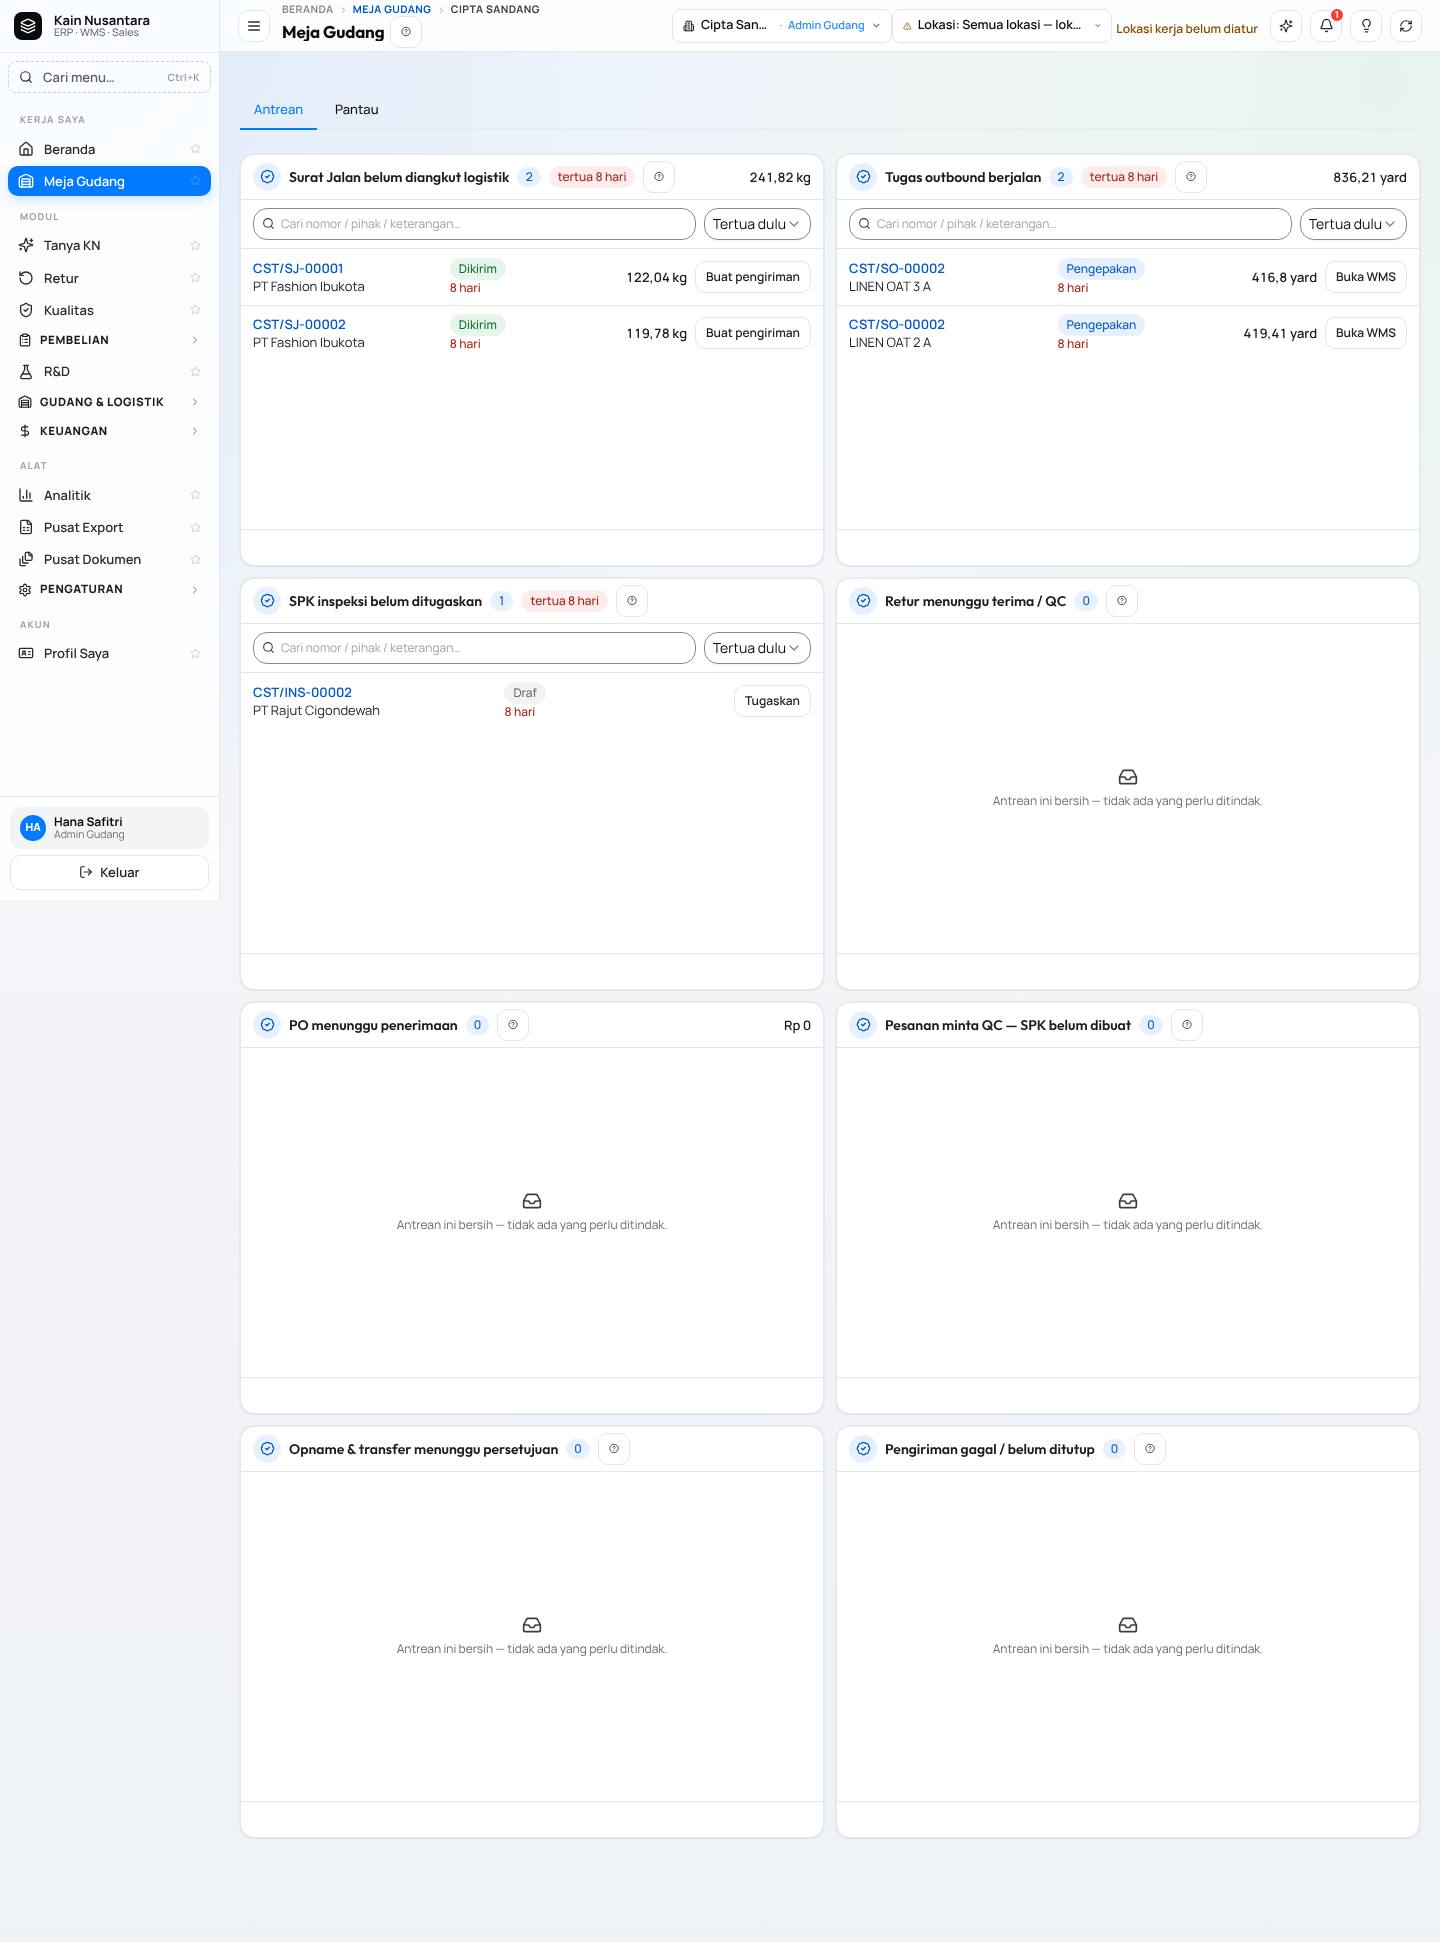 Kain Nusantara
ERP · WMS · Sales
Cari menu... Ctrl+K
KERJA SAYA
Beranda
Meja Gudang
MODUL
Tanya KN
Retur
Kualitas
PEMBELIAN
R&D
GUDANG & LOGISTIK
KEUANGAN
ALAT
Analitik
Pusat Export
Pusat Dokumen
PENGATURAN
AKUN
Profil Saya
HA
Hana Safitri
Admin Gudang
Keluar
BERANDA > MEJA GUDANG > CIPTA SANDANG
Meja Gudang
Cipta San... · Admin Gudang
Lokasi: Semua lokasi — lok...
Lokasi kerja belum diatur
1
Antrean Pantau
Surat Jalan belum diangkut logistik 2 tertua 8 hari 241,82 kg
Cari nomor / pihak / keterangan... Tertua dulu
CST/SJ-00001 Dikirim
PT Fashion Ibukota 8 hari
122,04 kg Buat pengiriman
CST/SJ-00002 Dikirim
PT Fashion Ibukota 8 hari
119,78 kg Buat pengiriman
Tugas outbound berjalan 2 tertua 8 hari 836,21 yard
Cari nomor / pihak / keterangan... Tertua dulu
CST/SO-00002 Pengepakan
LINEN OAT 3 A 8 hari
416,8 yard Buka WMS
CST/SO-00002 Pengepakan
LINEN OAT 2 A 8 hari
419,41 yard Buka WMS
SPK inspeksi belum ditugaskan 1 tertua 8 hari
Cari nomor / pihak / keterangan... Tertua dulu
CST/INS-00002 Draf
PT Rajut Cigondewah 8 hari
Tugaskan
Retur menunggu terima / QC 0
Antrean ini bersih — tidak ada yang perlu ditindak.
PO menunggu penerimaan 0 Rp 0
Antrean ini bersih — tidak ada yang perlu ditindak.
Pesanan minta QC — SPK belum dibuat 0
Antrean ini bersih — tidak ada yang perlu ditindak.
Opname & transfer menunggu persetujuan 0
Antrean ini bersih — tidak ada yang perlu ditindak.
Pengiriman gagal / belum ditutup 0
Antrean ini bersih — tidak ada yang perlu ditindak.